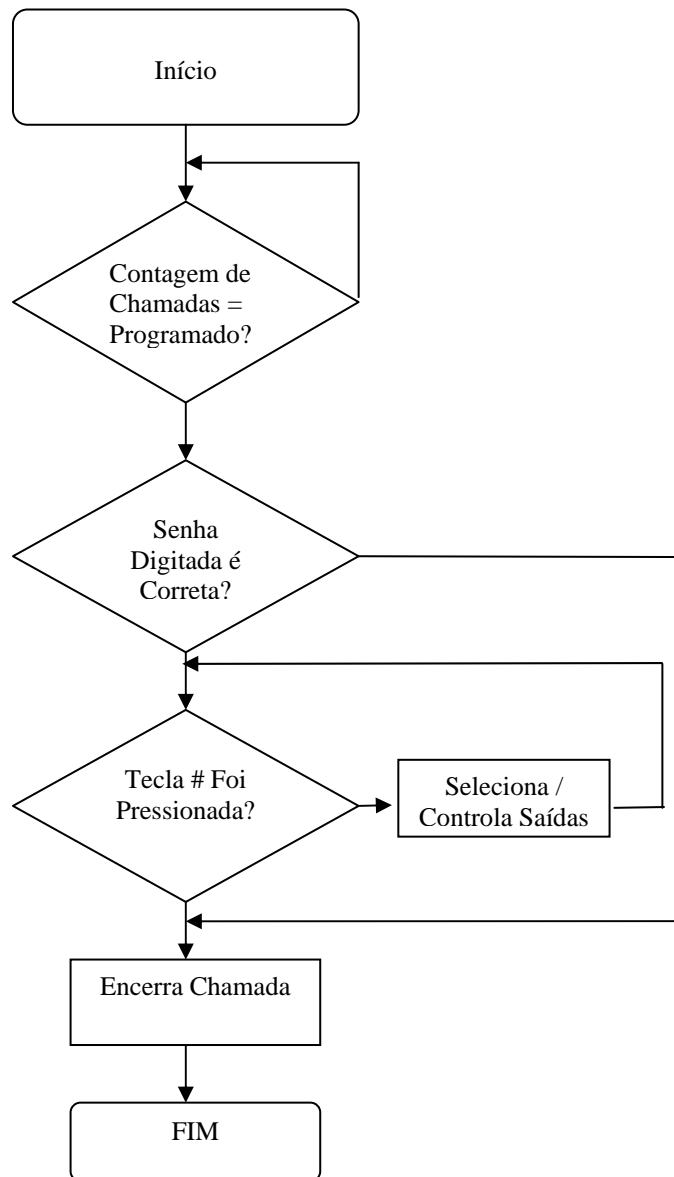 Início
Contagem de
Chamadas =
Programado?
Senha
Digitada é
Correta?
Tecla # Foi
Pressionada?
Seleciona /
Controla Saídas
Encerra Chamada
FIM